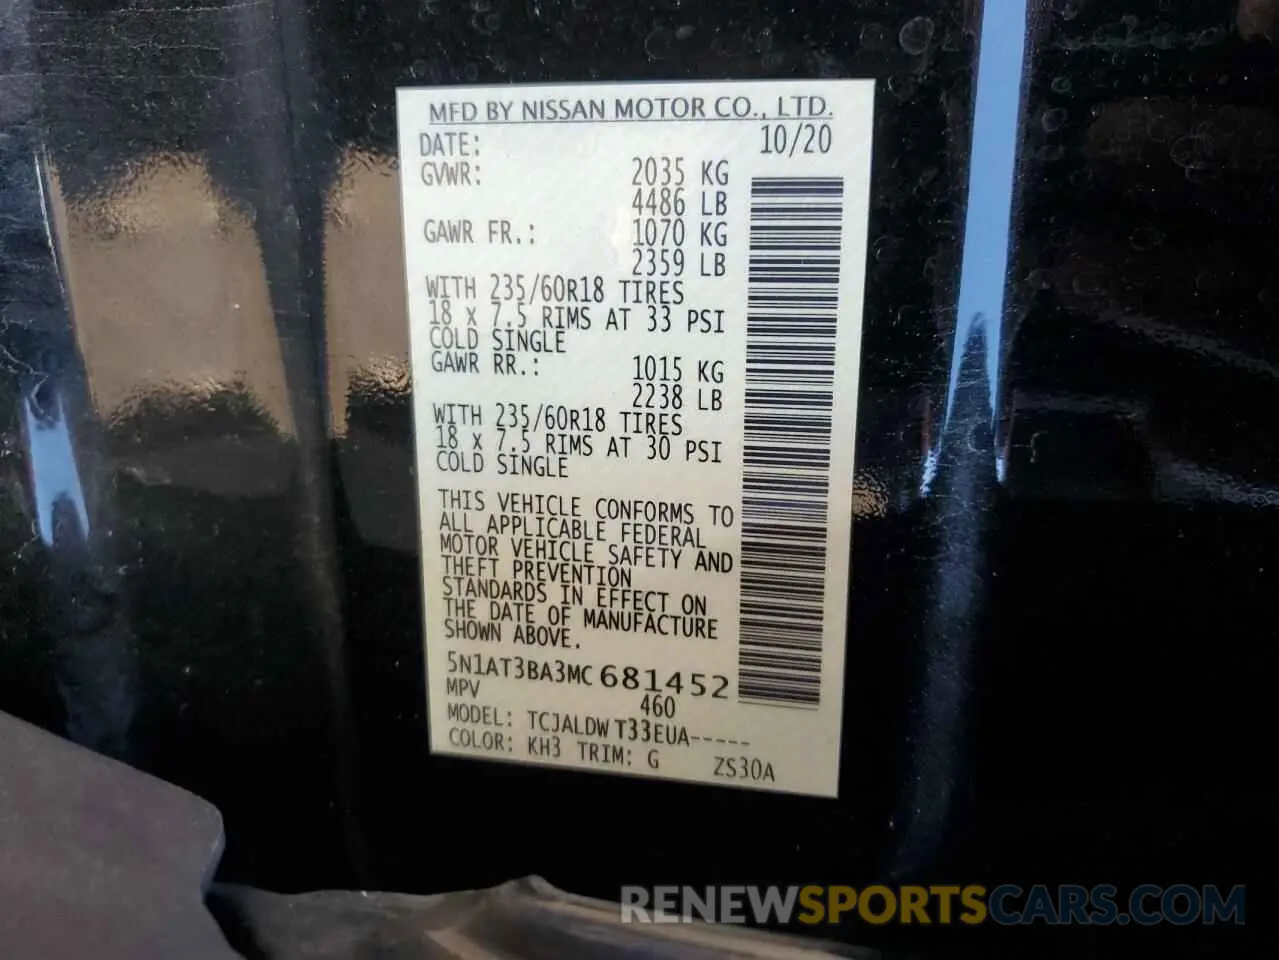 MFD BY NISSAN MOTOR CO., LTD.
DATE: 10/20
GVWR: 2035 KG
4486 LB
GAWR FR.: 1070 KG
2359 LB
WITH 235/60R18 TIRES
18 x 7.5 RIMS AT 33 PSI
COLD SINGLE
GAWR RR.: 1015 KG
2238 LB
WITH 235/60R18 TIRES
18 x 7.5 RIMS AT 30 PSI
COLD SINGLE
THIS VEHICLE CONFORMS TO
ALL APPLICABLE FEDERAL
MOTOR VEHICLE SAFETY AND
THEFT PREVENTION
STANDARDS IN EFFECT ON
THE DATE OF MANUFACTURE
SHOWN ABOVE.
5N1AT3BA3MC681452
MPV 460
MODEL: TCJALDW T33EUA-----
COLOR: KH3 TRIM: G ZS30A
RENEWSPORTSCARS.COM